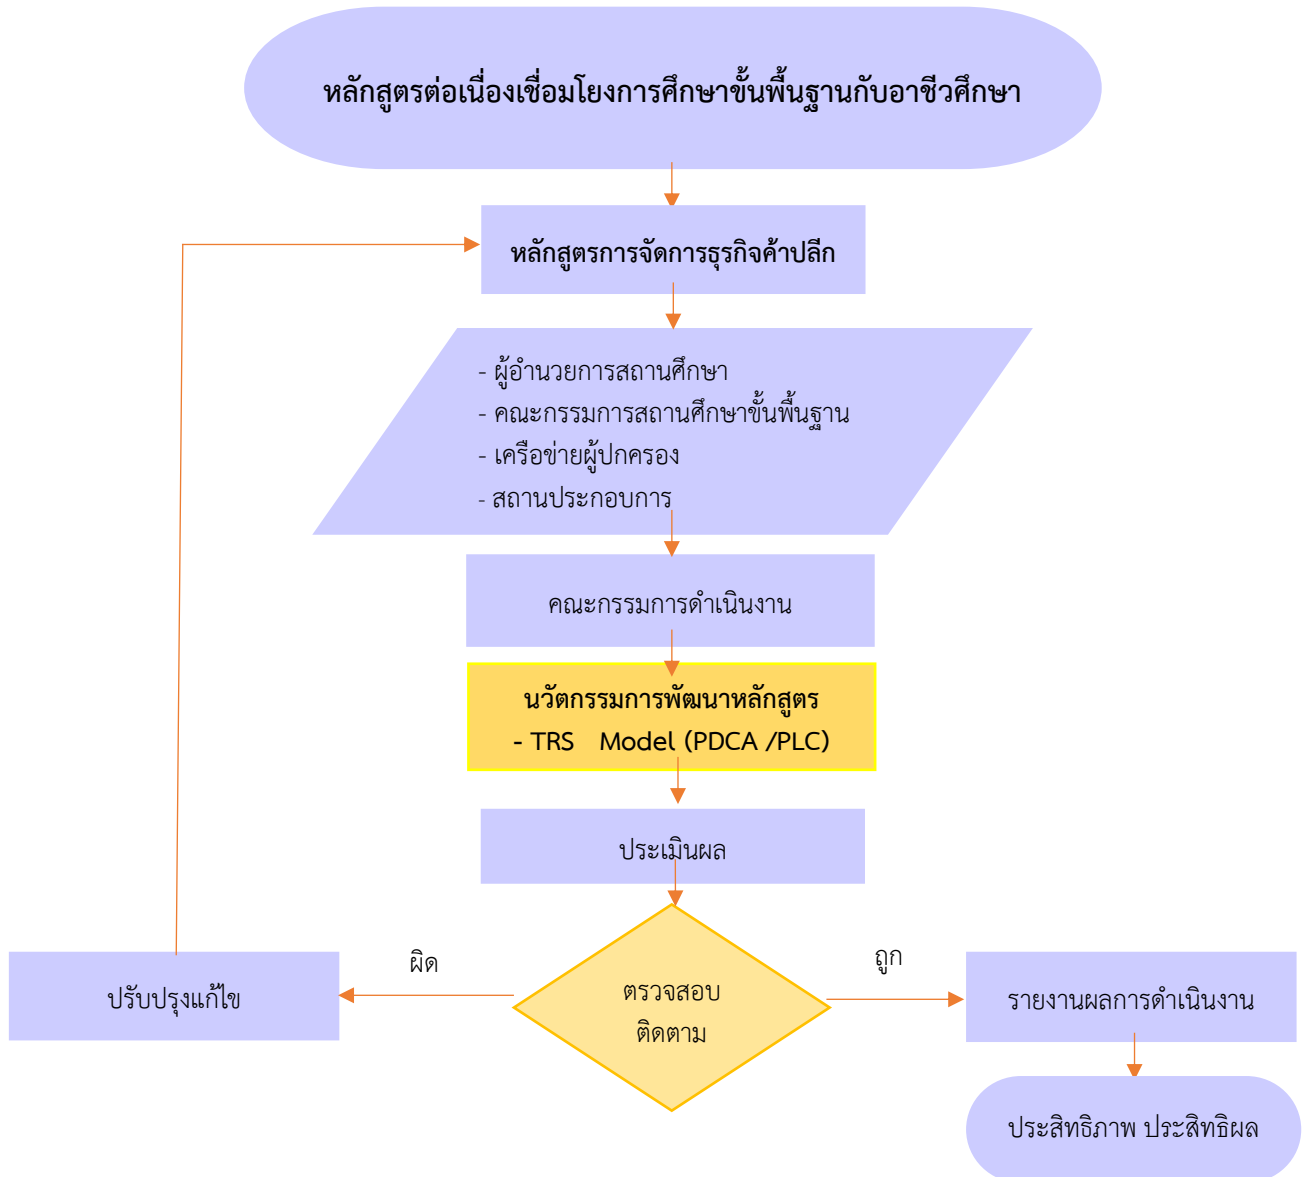 หลักสูตรต่อเนื่องเชื่อมโยงการศึกษาขั้นพื้นฐานกับอาชีวศึกษา
หลักสูตรการจัดการธุรกิจค้าปลีก
- ผู้อำนวยการสถานศึกษา
- คณะกรรมการสถานศึกษาขั้นพื้นฐาน
- เครือข่ายผู้ปกครอง
- สถานประกอบการ
คณะกรรมการดำเนินงาน
นวัตกรรมการพัฒนาหลักสูตร
- TRS Model (PDCA /PLC)
ประเมินผล
ผิด
ถูก
ปรับปรุงแก้ไข
ตรวจสอบ
ติดตาม
รายงานผลการดำเนินงาน
ประสิทธิภาพ ประสิทธิผล